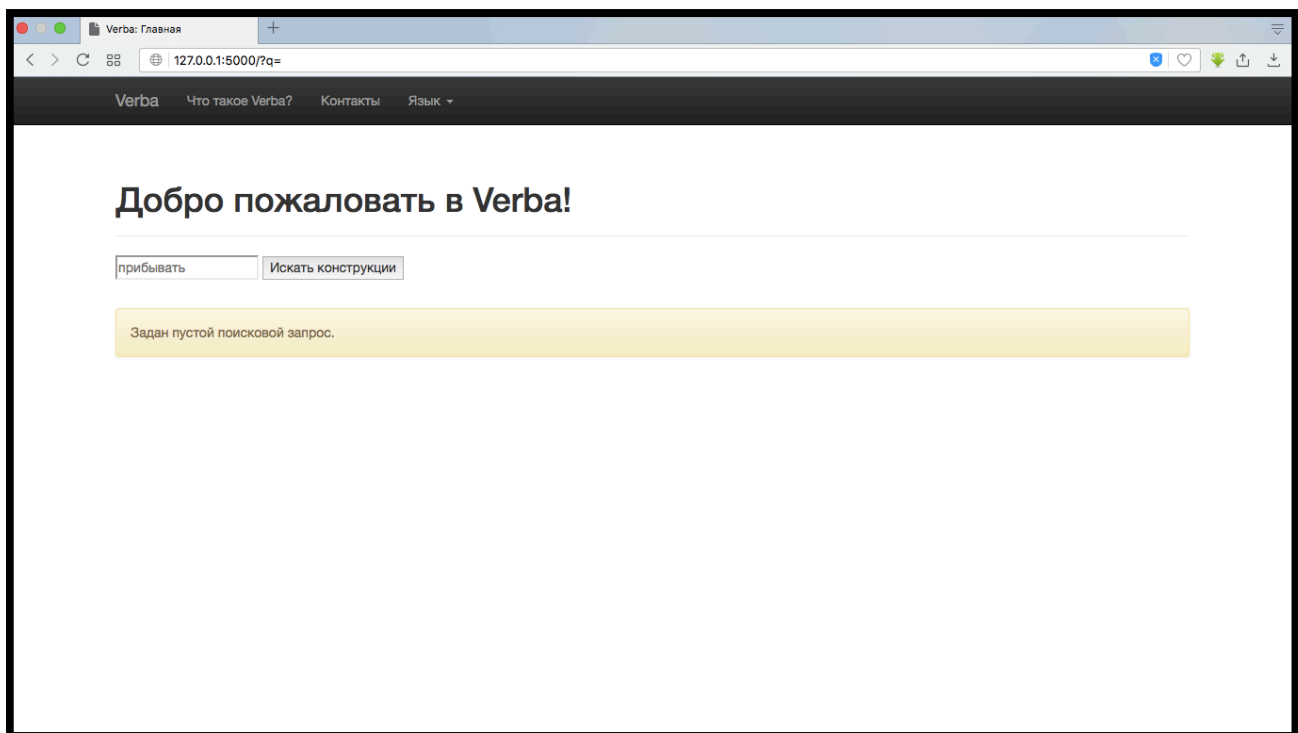 Verba: Главная
127.0.0.1:5000/?q=
Verba Что такое Verba? Контакты Язык
Добро пожаловать в Verba!
прибывать Искать конструкции
Задан пустой поисковой запрос.